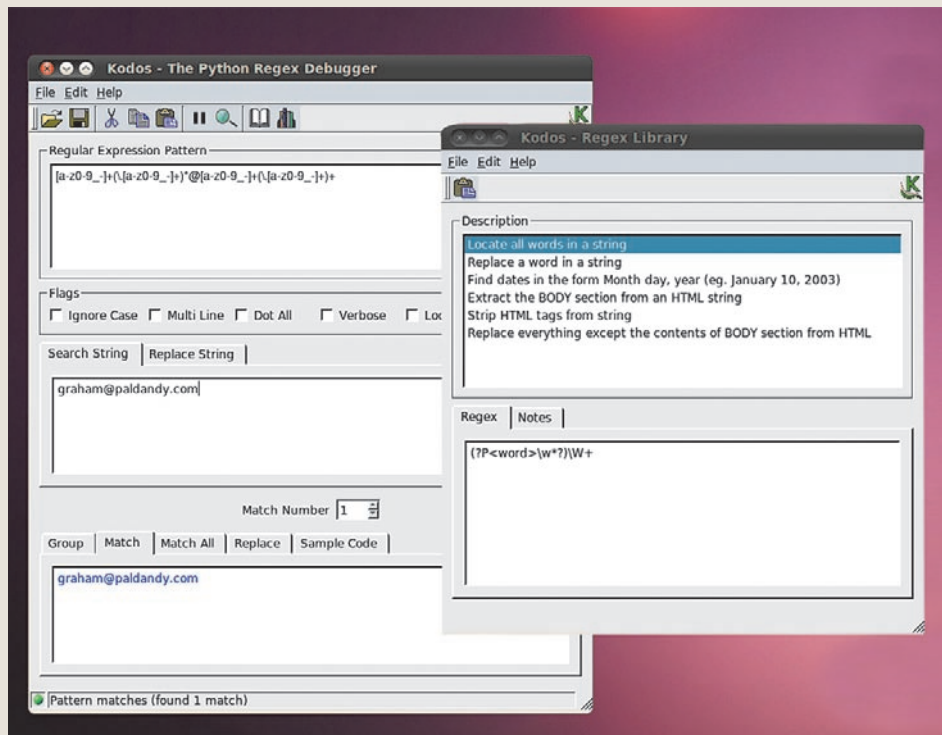 Kodos - The Python Regex Debugger
File Edit Help
Regular Expression Pattern
[a-z0-9_-]+(\.[a-z0-9_-]+)*@[a-z0-9_-]+(\.[a-z0-9_-]+)+
Flags
Ignore Case Multi Line Dot All Verbose Loc
Search String Replace String
graham@paldandy.com
Match Number 1
Group Match Match All Replace Sample Code
graham@paldandy.com
Pattern matches (found 1 match)
Kodos - Regex Library
File Edit Help
K
Description
Locate all words in a string
Replace a word in a string
Find dates in the form Month day, year (eg. January 10, 2003)
Extract the BODY section from an HTML string
Strip HTML tags from string
Replace everything except the contents of BODY section from HTML
Regex Notes
(?P<word>\w*?)\W+